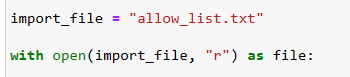 import_file = "allow_list.txt"
with open(import_file, "r") as file: